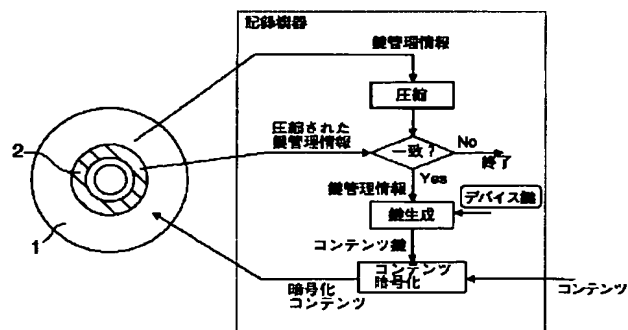 記録機器
鍵管理情報
圧縮
圧縮された
鍵管理情報
一致？
No
終了
Yes
鍵管理情報
デバイス鍵
鍵生成
コンテンツ鍵
コンテンツ
暗号化
暗号化
コンテンツ
コンテンツ
2
1